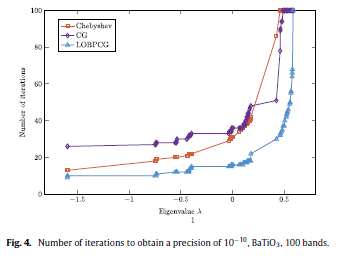 100
Chebyshev
CG
LOBPCG
80
60
40
20
0
Number of iterations
−1.5
−1
−0.5
0
0.5
Eigenvalue λ
1
Fig. 4. Number of iterations to obtain a precision of 10⁻¹⁰, BaTiO₃, 100 bands.